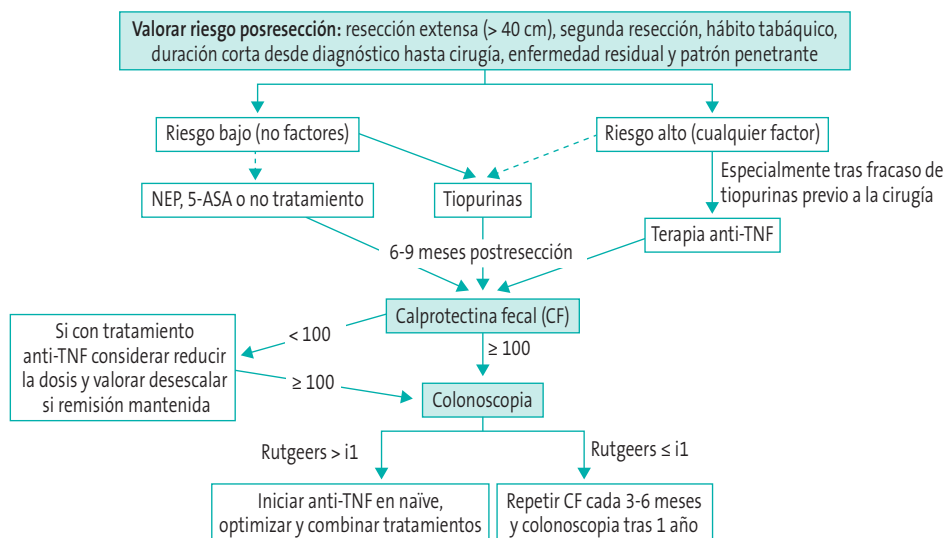 Valorar riesgo posresección: resección extensa (> 40 cm), segunda resección, hábito tabáquico,
duración corta desde diagnóstico hasta cirugía, enfermedad residual y patrón penetrante
Riesgo bajo (no factores)
Riesgo alto (cualquier factor)
Especialmente tras fracaso de
tiopurinas previo a la cirugía
NEP, 5-ASA o no tratamiento
Tiopurinas
Terapia anti-TNF
6-9 meses postresección
Calprotectina fecal (CF)
< 100
≥ 100
Si con tratamiento
anti-TNF considerar reducir
la dosis y valorar desescalar
si remisión mantenida
≥ 100
Colonoscopia
Rutgeers > i1
Rutgeers ≤ i1
Iniciar anti-TNF en naïve,
optimizar y combinar tratamientos
Repetir CF cada 3-6 meses
y colonoscopia tras 1 año